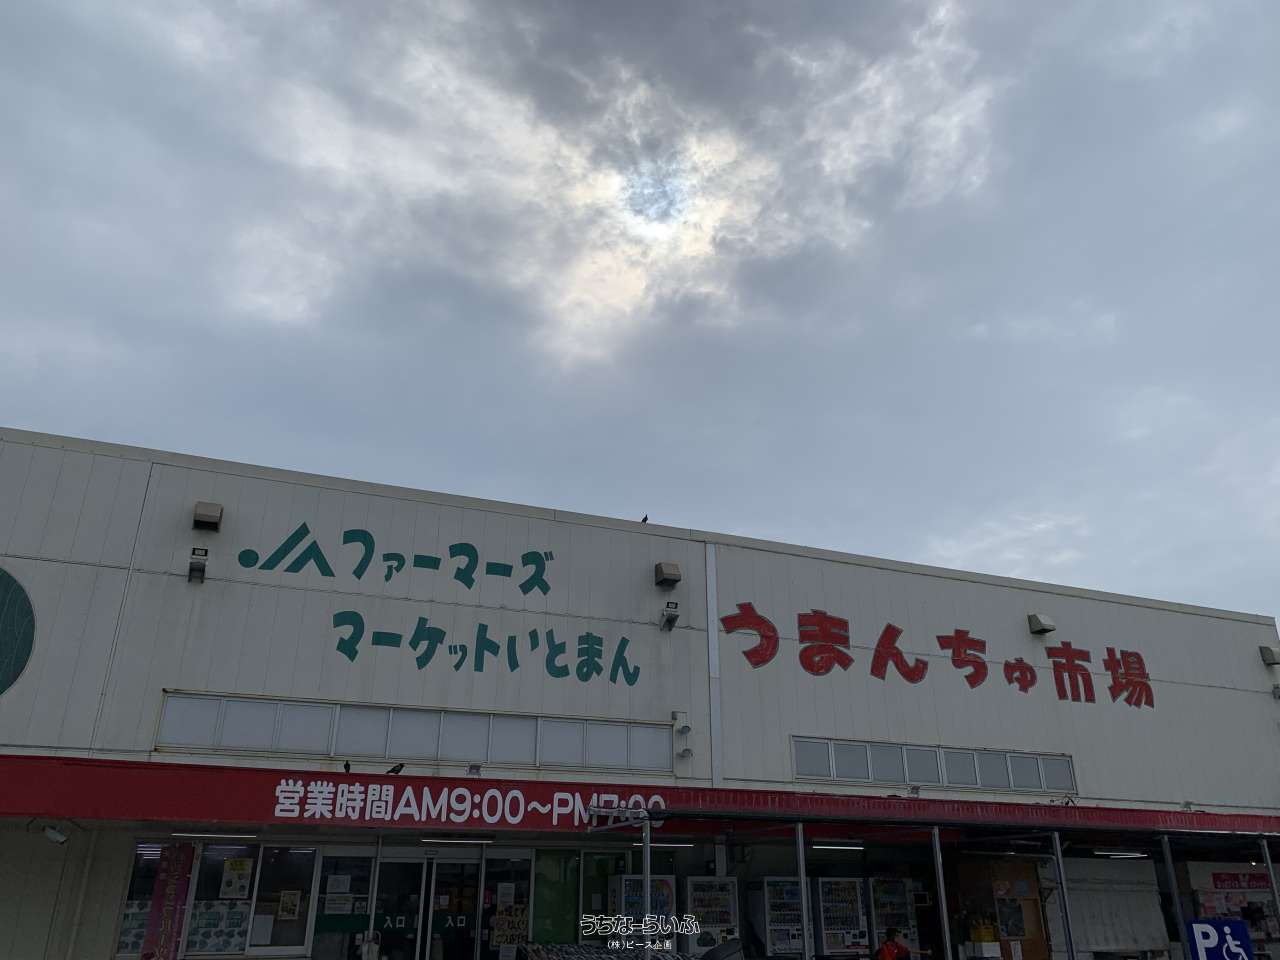 JAファーマーズ
マーケットいとまん
うまんちゅ市場
営業時間AM9:00～PM7:00
入口
入口
P
うちなーらいふ
(株)ピース企画